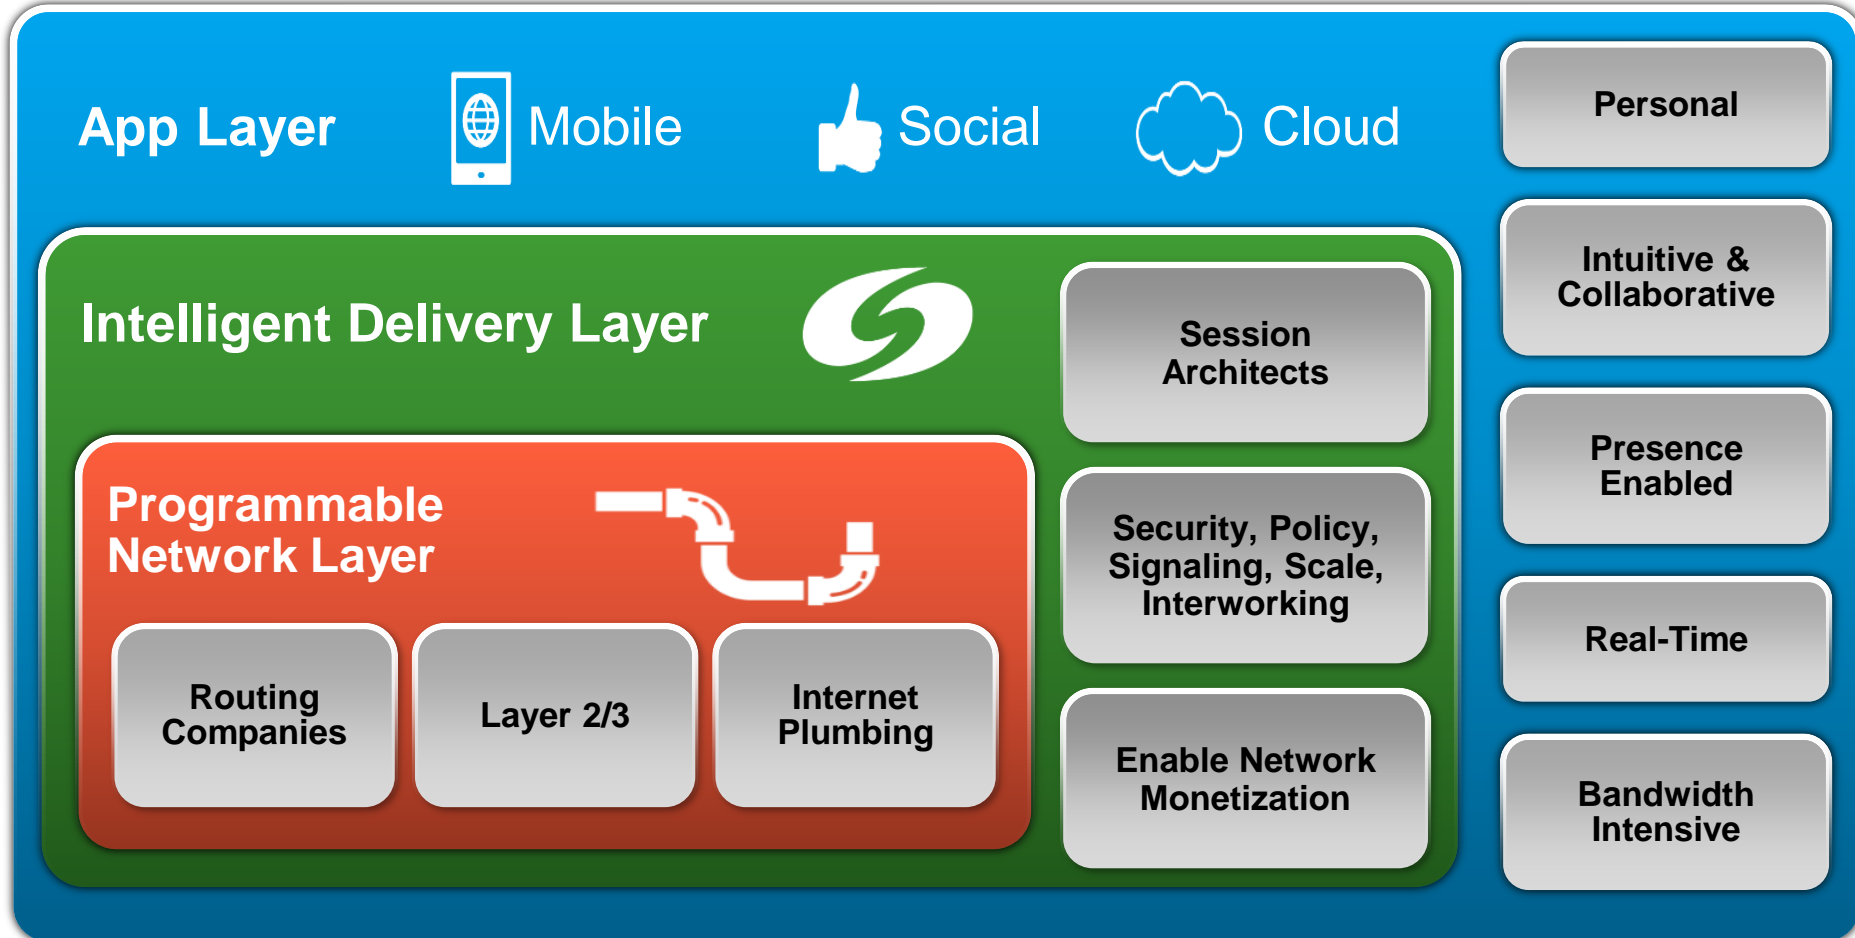 App Layer
Mobile
Social
Cloud
Personal
Intuitive &
Collaborative
Presence
Enabled
Real-Time
Bandwidth
Intensive
Intelligent Delivery Layer
Session
Architects
Security, Policy,
Signaling, Scale,
Interworking
Enable Network
Monetization
Programmable
Network Layer
Routing
Companies
Layer 2/3
Internet
Plumbing